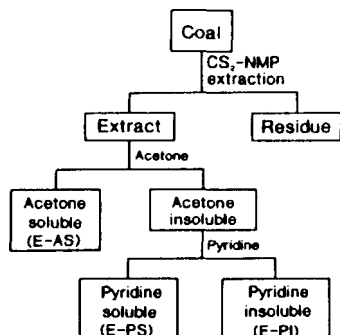 Coal
CS₂-NMP
extraction
Extract
Residue
Acetone
Acetone
soluble
(E-AS)
Acetone
insoluble
Pyridine
Pyridine
soluble
(E-PS)
Pyridine
insoluble
(E-PI)